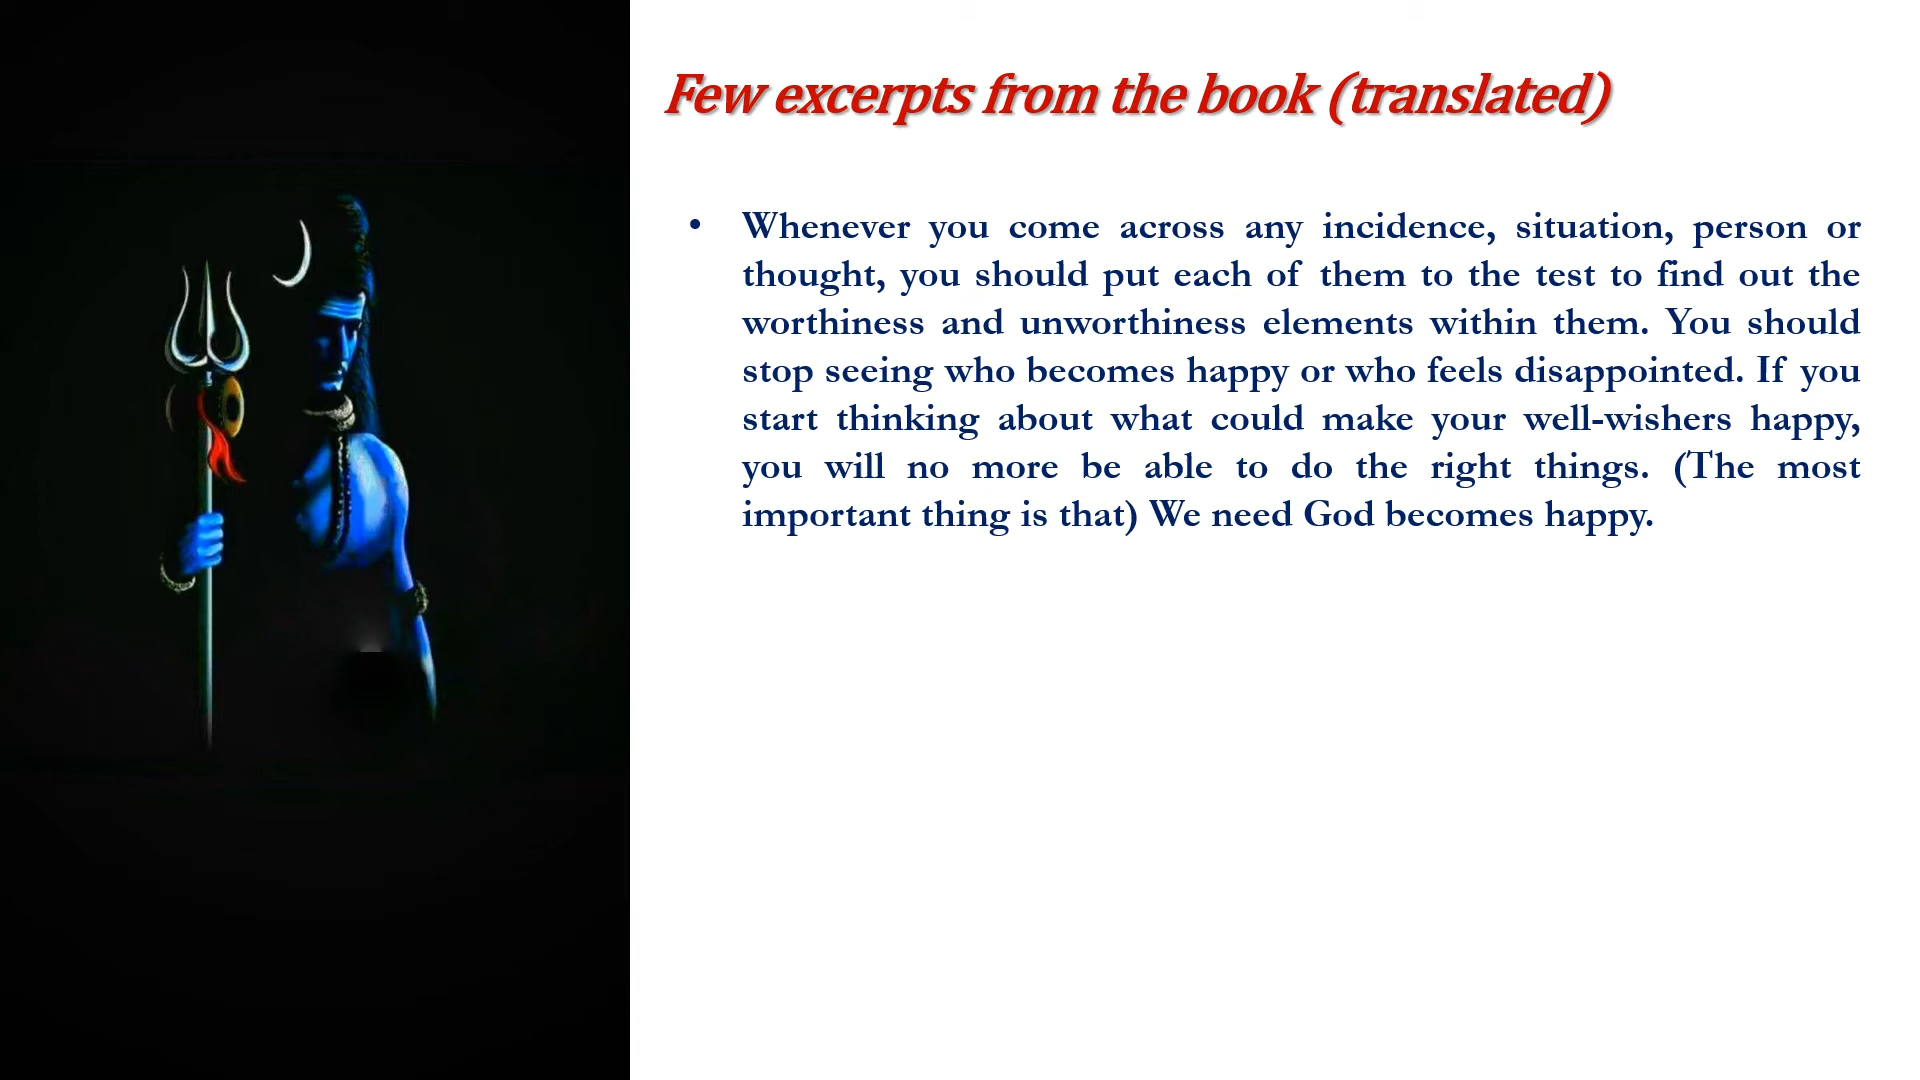 Few excerpts from the book (translated)
• Whenever you come across any incidence, situation, person or
thought, you should put each of them to the test to find out the
worthiness and unworthiness elements within them. You should
stop seeing who becomes happy or who feels disappointed. If you
start thinking about what could make your well-wishers happy,
you will no more be able to do the right things. (The most
important thing is that) We need God becomes happy.